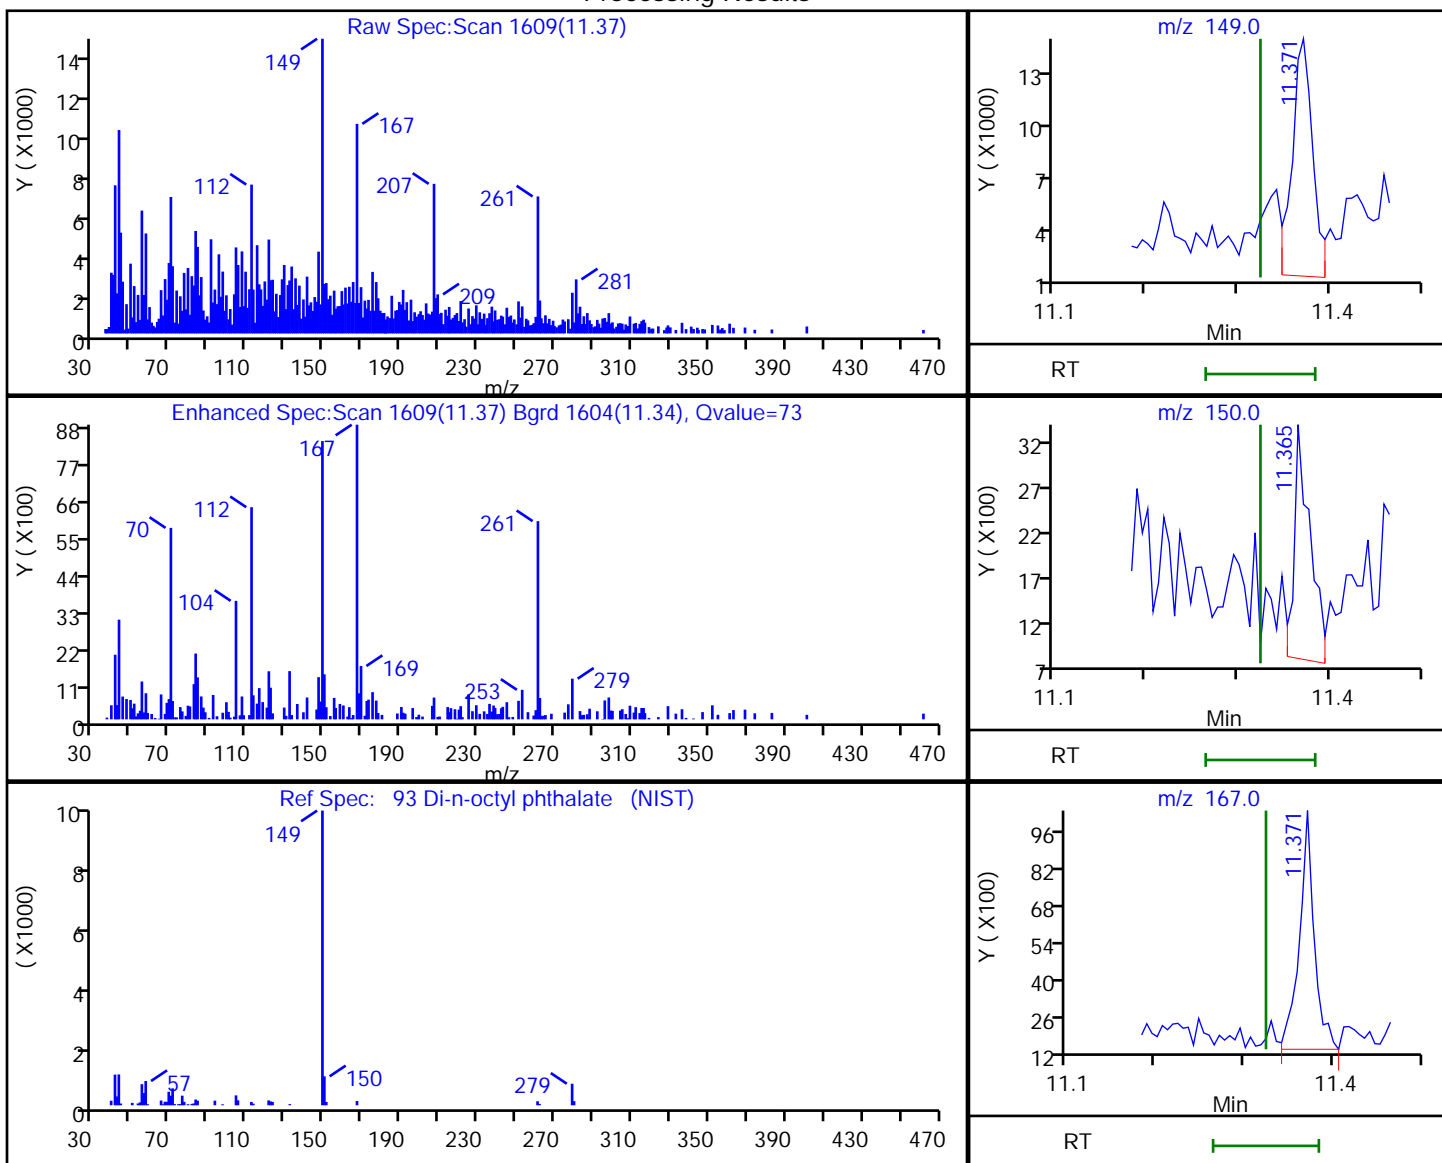 Raw Spec:Scan 1609(11.37)
Y ( X1000)
14
12
10
8
6
4
2
0
149
167
112
207
261
209
281
30 70 110 150 190 230 270 310 350 390 430 470
m/z
m/z 149.0
Y ( X1000)
13
10
7
4
1
11.371
11.1 11.4
Min
RT
Enhanced Spec:Scan 1609(11.37) Bgrd 1604(11.34), Qvalue=73
Y ( X100)
88
77
66
55
44
33
22
11
0
167
112
70
261
104
169
253
279
30 70 110 150 190 230 270 310 350 390 430 470
m/z
m/z 150.0
Y ( X100)
32
27
22
17
12
7
11.365
11.1 11.4
Min
RT
Ref Spec: 93 Di-n-octyl phthalate (NIST)
( X1000)
10
8
6
4
2
0
149
57
150
279
30 70 110 150 190 230 270 310 350 390 430 470
m/z 167.0
Y ( X100)
96
82
68
54
40
26
12
11.371
11.1 11.4
Min
RT